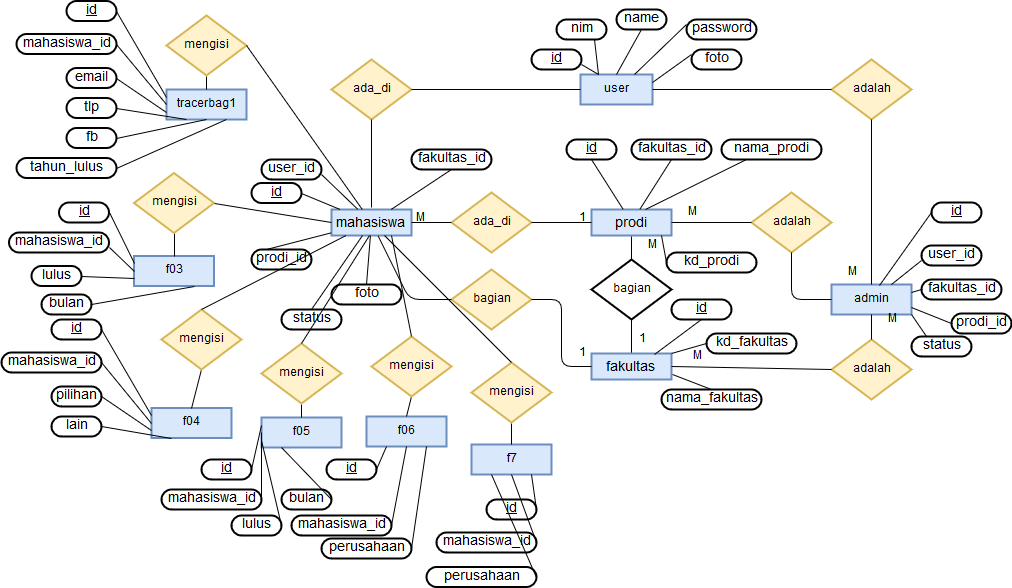 id
mahasiswa_id
email
tlp
fb
tahun_lulus
mengisi
tracerbag1
ada_di
nim
name
password
id
foto
user
adalah
user_id
id
fakultas_id
mahasiswa
M
ada_di
1
id
fakultas_id
nama_prodi
prodi
M
M
kd_prodi
adalah
id
user_id
fakultas_id
prodi_id
status
M
admin
M
mengisi
id
mahasiswa_id
lulus
bulan
f03
prodi_id
foto
status
bagian
bagian
1
1
id
kd_fakultas
M
fakultas
nama_fakultas
adalah
id
mahasiswa_id
pilihan
lain
mengisi
f04
mengisi
f05
id
mahasiswa_id
lulus
bulan
mengisi
f06
id
mahasiswa_id
perusahaan
mengisi
f7
id
mahasiswa_id
perusahaan